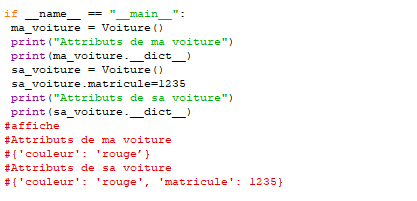 if __name__ == "__main__":
 ma_voiture = Voiture()
 print("Attributs de ma voiture")
 print(ma_voiture.__dict__)
 sa_voiture = Voiture()
 sa_voiture.matricule=1235
 print("Attributs de sa voiture")
 print(sa_voiture.__dict__)
#affiche
#Attributs de ma voiture
#{'couleur': 'rouge’}
#Attributs de sa voiture
#{'couleur': 'rouge', 'matricule': 1235}